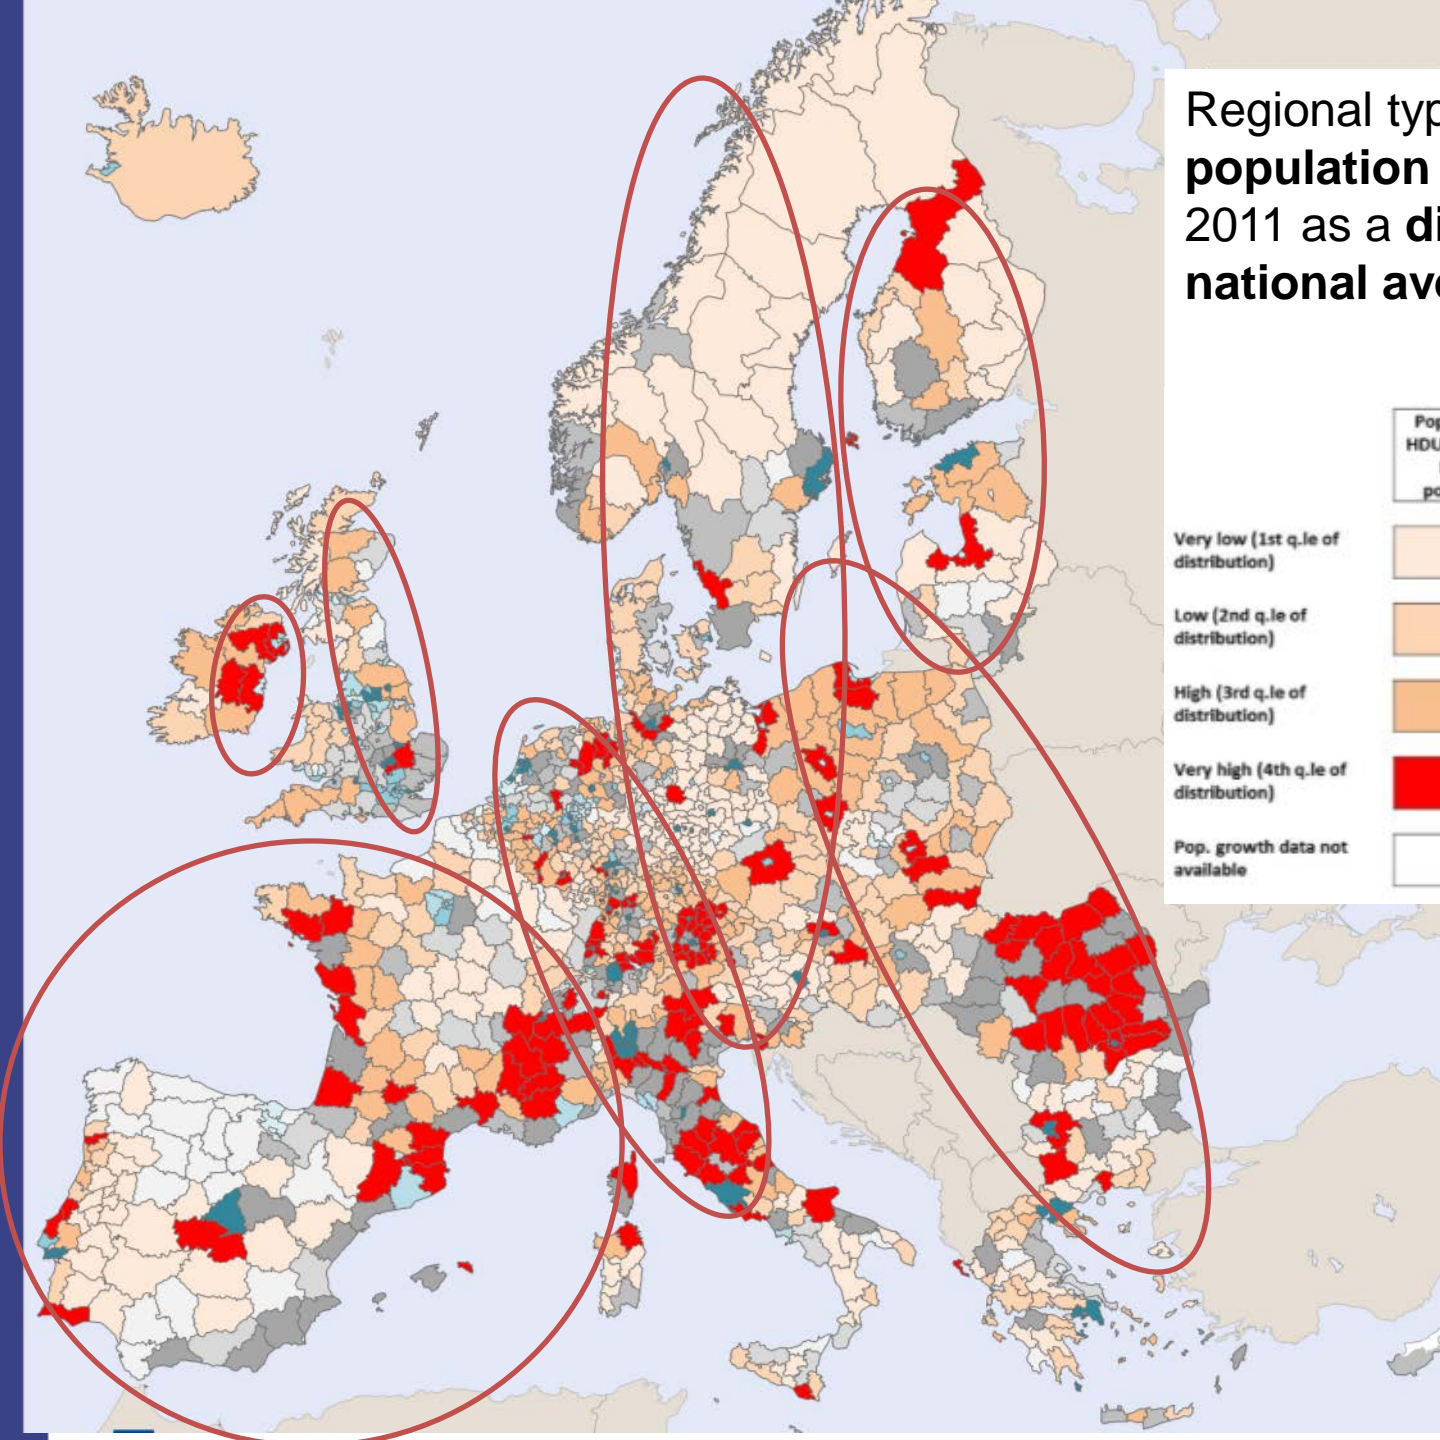 Regional typ
population
2011 as a di
national ave
Pop
HDU
po
Very low (1st q.le of
distribution)
Low (2nd q.le of
distribution)
High (3rd q.le of
distribution)
Very high (4th q.le of
distribution)
Pop. growth data not
available